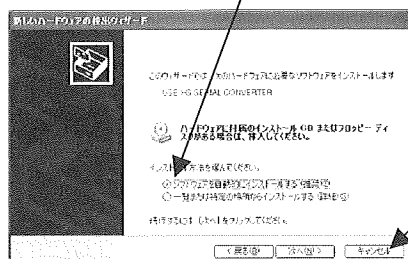 新しいハードウェアの検出ウィザード
このウィザードでは、次のハードウェアに必要なソフトウェアをインストールします
SERIAL CONVERTER
ハードウェアに付属のインストール CD またはフロッピー ディ
スクがある場合は、挿入してください。
インストール方法を選んでください。
ソフトウェアを自動的にインストールする (推奨)(I)
一覧または特定の場所からインストールする (詳細)(S)
続行するには、[次へ] をクリックしてください。
< 戻る(B) 次へ(N) > キャンセル